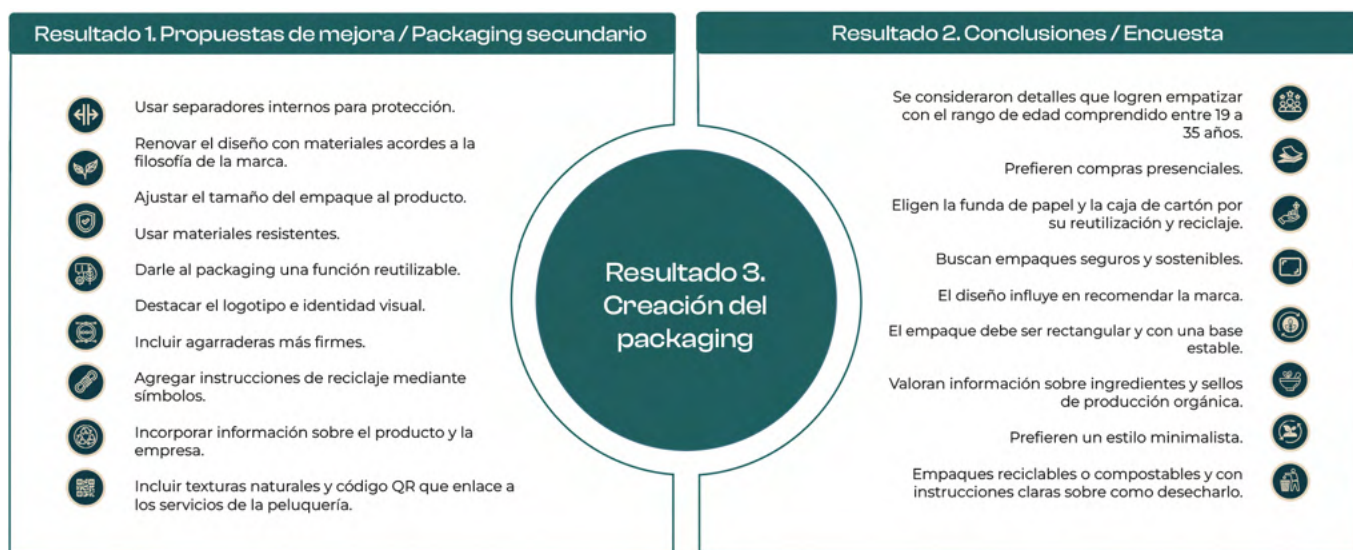 Resultado 1. Propuestas de mejora / Packaging secundario
Usar separadores internos para protección.
Renovar el diseño con materiales acordes a la
filosofía de la marca.
Ajustar el tamaño del empaque al producto.
Usar materiales resistentes.
Darle al packaging una función reutilizable.
Destacar el logotipo e identidad visual.
Incluir agarraderas más firmes.
Agregar instrucciones de reciclaje mediante
símbolos.
Incorporar información sobre el producto y la
empresa.
Incluir texturas naturales y código QR que enlace a
los servicios de la peluquería.
Resultado 3.
Creación del
packaging
Resultado 2. Conclusiones / Encuesta
Se consideraron detalles que logren empatizar
con el rango de edad comprendido entre 19 a
35 años.
Prefieren compras presenciales.
Eligen la funda de papel y la caja de cartón por
su reutilización y reciclaje.
Buscan empaques seguros y sostenibles.
El diseño influye en recomendar la marca.
El empaque debe ser rectangular y con una base
estable.
Valoran información sobre ingredientes y sellos
de producción orgánica.
Prefieren un estilo minimalista.
Empaques reciclables o compostables y con
instrucciones claras sobre como desecharlo.